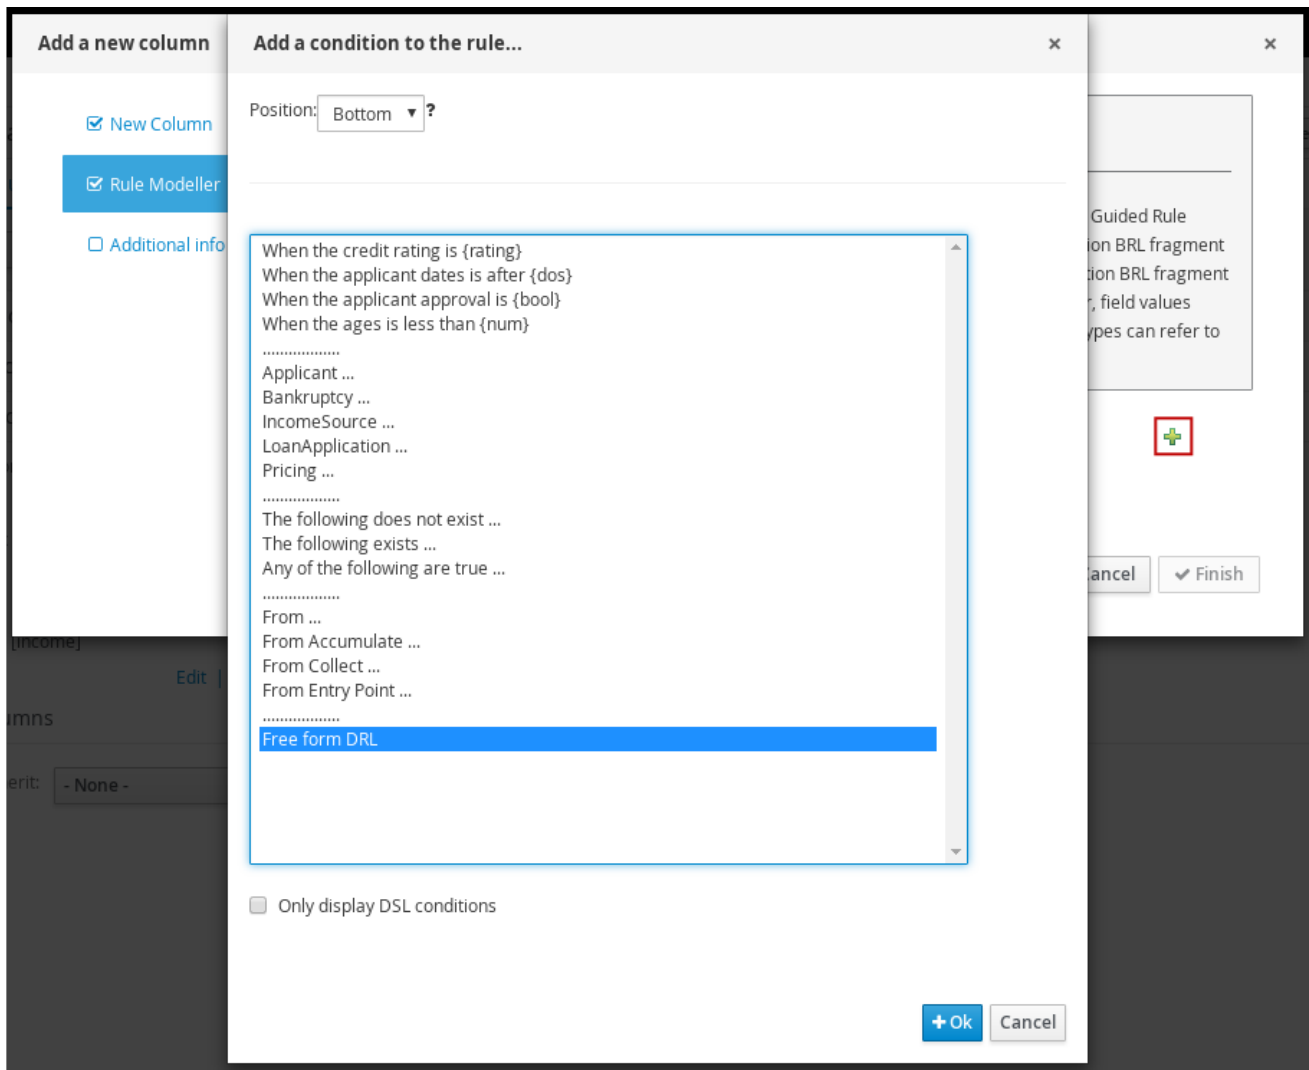 Add a new column
Add a condition to the rule...
×
×
New Column
Rule Modeller
Additional info
Position:
Bottom ▼
?
When the credit rating is {rating}
When the applicant dates is after {dos}
When the applicant approval is {bool}
When the ages is less than {num}
..................
Applicant ...
Bankruptcy ...
IncomeSource ...
LoanApplication ...
Pricing ...
..................
The following does not exist ...
The following exists ...
Any of the following are true ...
..................
From ...
From Accumulate ...
From Collect ...
From Entry Point ...
..................
Free form DRL
Only display DSL conditions
+ Ok
Cancel
Guided Rule
ion BRL fragment
tion BRL fragment
, field values
ypes can refer to
ancel
Finish
[income]
Edit |
umns
erit:
- None -